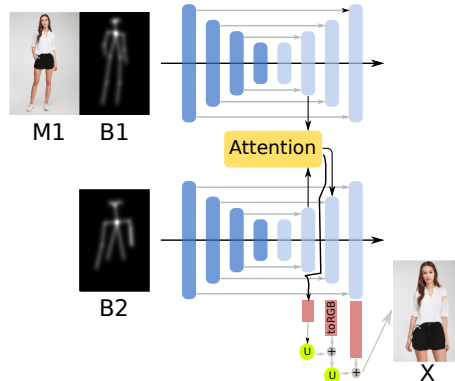 M1 B1
Attention
B2
toRGB
U
+
U
+
X